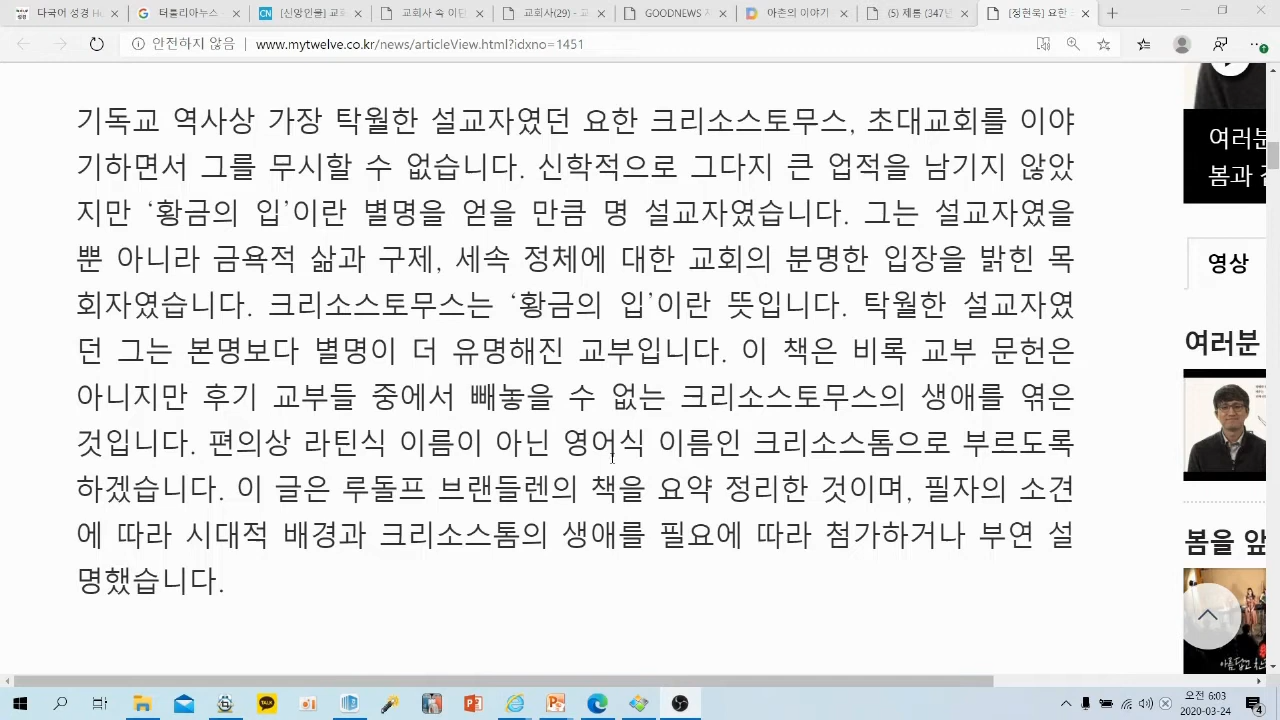 다국어 성경 Ho
터툴리아누스
[신앙인물] 교회
교회사 속 이단
교회사(29) - 교
GOODNEWS 사
아촌의 이야기
(5) 제롬 (347년
[정현욱] 요한
안전하지 않음 www.mytwelve.co.kr/news/articleView.html?idxno=1451
기독교 역사상 가장 탁월한 설교자였던 요한 크리소스토무스, 초대교회를 이야
기하면서 그를 무시할 수 없습니다. 신학적으로 그다지 큰 업적을 남기지 않았
지만 ‘황금의 입’이란 별명을 얻을 만큼 명 설교자였습니다. 그는 설교자였을
뿐 아니라 금욕적 삶과 구제, 세속 정체에 대한 교회의 분명한 입장을 밝힌 목
회자였습니다. 크리소스토무스는 ‘황금의 입’이란 뜻입니다. 탁월한 설교자였
던 그는 본명보다 별명이 더 유명해진 교부입니다. 이 책은 비록 교부 문헌은
아니지만 후기 교부들 중에서 빼놓을 수 없는 크리소스토무스의 생애를 엮은
것입니다. 편의상 라틴식 이름이 아닌 영어식 이름인 크리소스톰으로 부르도록
하겠습니다. 이 글은 루돌프 브랜들렌의 책을 요약 정리한 것이며, 필자의 소견
에 따라 시대적 배경과 크리소스톰의 생애를 필요에 따라 첨가하거나 부연 설
명했습니다.
여러분
봄과 
영상
여러분
봄을 앞
아름답고
오전 6:03
2020-03-24